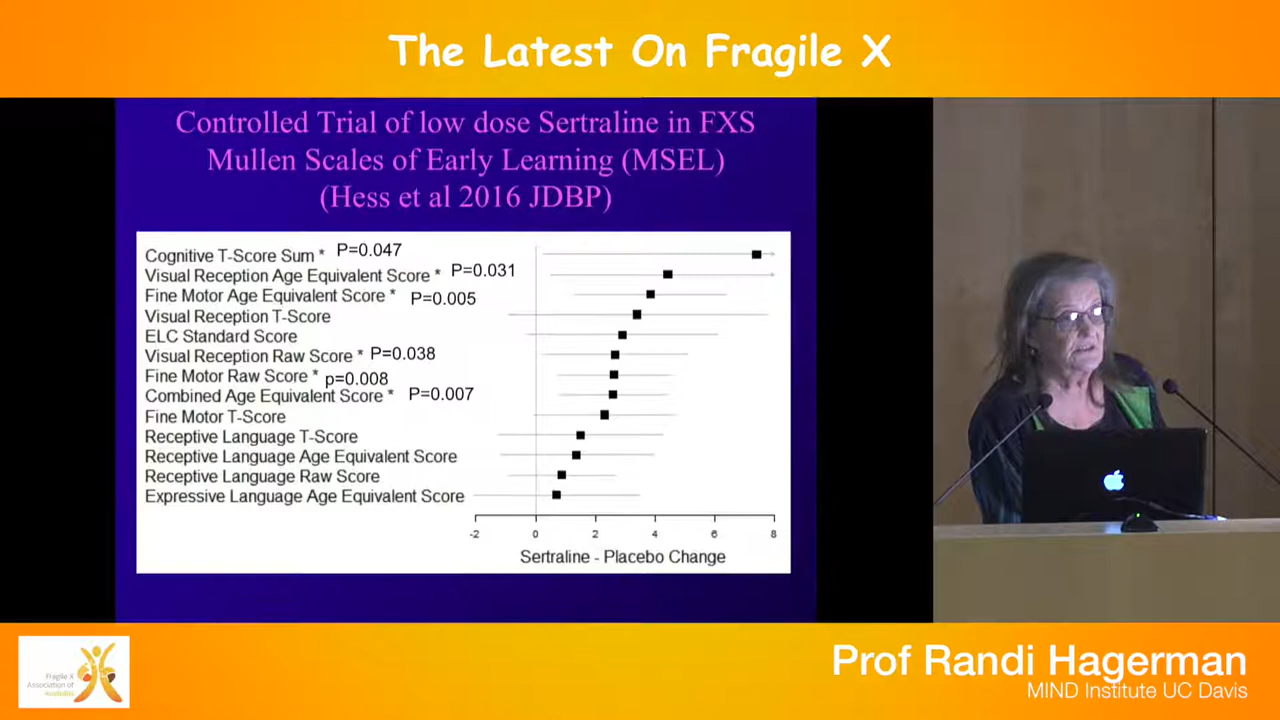 The Latest On Fragile X
Controlled Trial of low dose Sertraline in FXS
Mullen Scales of Early Learning (MSEL)
(Hess et al 2016 JDBP)
Cognitive T-Score Sum * P=0.047
Visual Reception Age Equivalent Score * P=0.031
Fine Motor Age Equivalent Score * P=0.005
Visual Reception T-Score
ELC Standard Score
Visual Reception Raw Score * P=0.038
Fine Motor Raw Score * p=0.008
Combined Age Equivalent Score * P=0.007
Fine Motor T-Score
Receptive Language T-Score
Receptive Language Age Equivalent Score
Receptive Language Raw Score
Expressive Language Age Equivalent Score
-2 0 2 4 6 8
Sertraline - Placebo Change
Fragile X
Association of
Australia
Prof Randi Hagerman
MIND Institute UC Davis